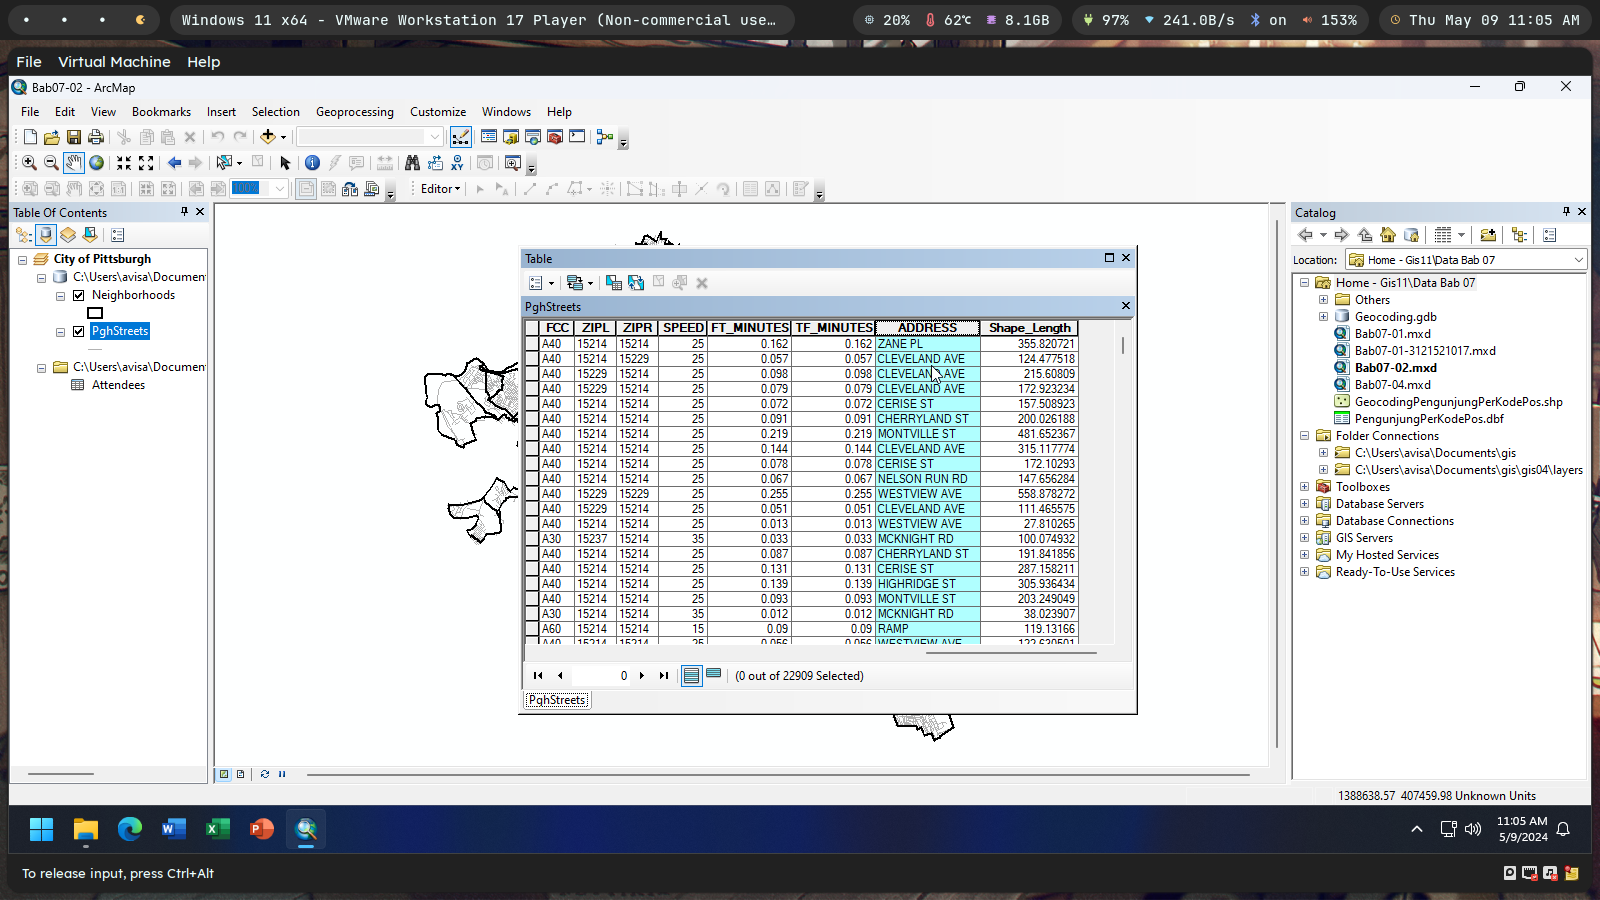 Windows 11 x64 - VMware Workstation 17 Player (Non-commercial use…
20% 62℃ 8.1GB
97% 241.0B/s on 153%
Thu May 09 11:05 AM
File Virtual Machine Help
Bab07-02 - ArcMap
File Edit View Bookmarks Insert Selection Geoprocessing Customize Windows Help
100%
Editor
Table Of Contents
City of Pittsburgh
C:\Users\avisa\Documen
Neighborhoods
PghStreets
C:\Users\avisa\Documen
Attendees
Table
PghStreets
FCC ZIPL ZIPR SPEED FT_MINUTES TF_MINUTES ADDRESS Shape_Length
A40 15214 15214 25 0.162 0.162 ZANE PL 355.820721
A40 15214 15229 25 0.057 0.057 CLEVELAND AVE 124.477518
A40 15229 15214 25 0.098 0.098 CLEVELAND AVE 215.60809
A40 15229 15214 25 0.079 0.079 CLEVELAND AVE 172.923234
A40 15214 15214 25 0.072 0.072 CERISE ST 157.508923
A40 15214 15214 25 0.091 0.091 CHERRYLAND ST 200.026188
A40 15214 15214 25 0.219 0.219 MONTVILLE ST 481.652367
A40 15214 15214 25 0.144 0.144 CLEVELAND AVE 315.117774
A40 15214 15214 25 0.078 0.078 CERISE ST 172.10293
A40 15214 15214 25 0.067 0.067 NELSON RUN RD 147.656284
A40 15229 15229 25 0.255 0.255 WESTVIEW AVE 558.878272
A40 15229 15214 25 0.051 0.051 CLEVELAND AVE 111.465575
A40 15214 15214 25 0.013 0.013 WESTVIEW AVE 27.810265
A30 15237 15214 35 0.033 0.033 MCKNIGHT RD 100.074932
A40 15214 15214 25 0.087 0.087 CHERRYLAND ST 191.841856
A40 15214 15214 25 0.131 0.131 CERISE ST 287.158211
A40 15214 15214 25 0.139 0.139 HIGHRIDGE ST 305.936434
A40 15214 15214 25 0.093 0.093 MONTVILLE ST 203.249049
A30 15214 15214 35 0.012 0.012 MCKNIGHT RD 38.023907
A60 15214 15214 15 0.09 0.09 RAMP 119.13166
A40 15214 15214 25 0.056 0.056 WESTVIEW AVE 122.630501
0 (0 out of 22909 Selected)
PghStreets
Catalog
Location: Home - Gis11\Data Bab 07
Home - Gis11\Data Bab 07
Others
Geocoding.gdb
Bab07-01.mxd
Bab07-01-3121521017.mxd
Bab07-02.mxd
Bab07-04.mxd
GeocodingPengunjungPerKodePos.shp
PengunjungPerKodePos.dbf
Folder Connections
C:\Users\avisa\Documents\gis
C:\Users\avisa\Documents\gis\gis04\layers
Toolboxes
Database Servers
Database Connections
GIS Servers
My Hosted Services
Ready-To-Use Services
1388638.57 407459.98 Unknown Units
11:05 AM
5/9/2024
To release input, press Ctrl+Alt